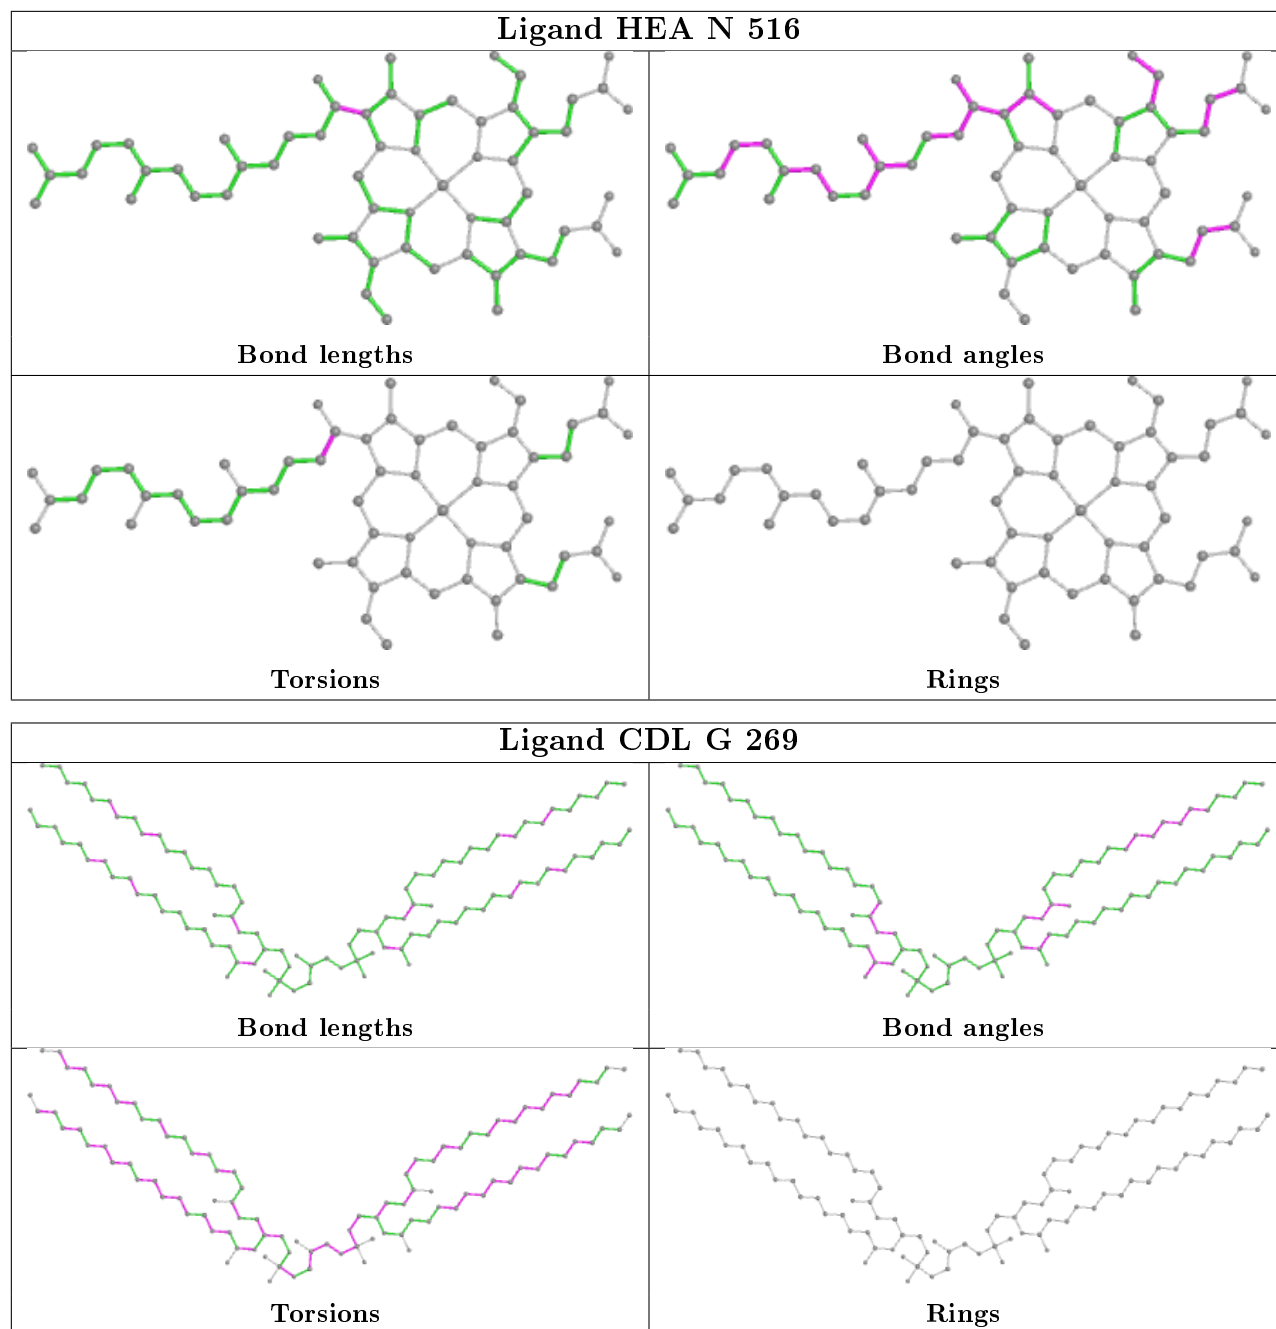 Ligand HEA N 516
Bond lengths
Bond angles
Torsions
Rings
Ligand CDL G 269
Bond lengths
Bond angles
Torsions
Rings